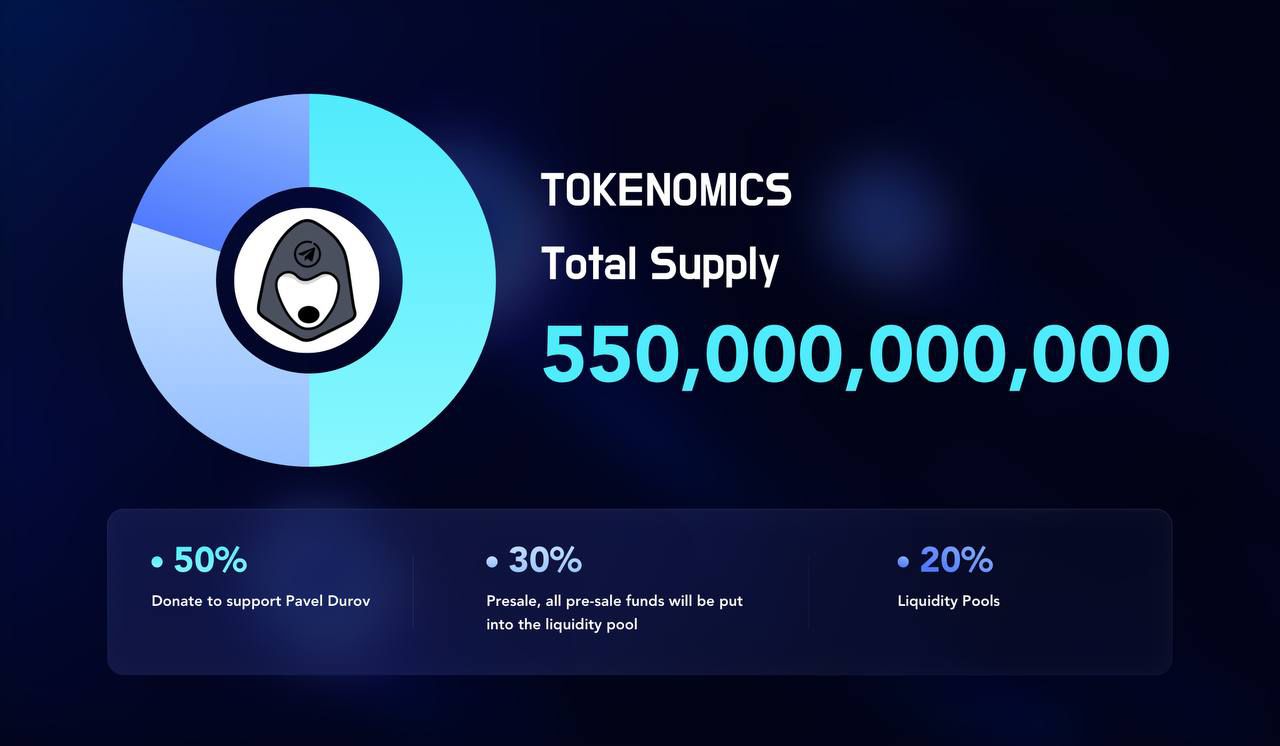 TOKENOMICS
Total Supply
550,000,000,000
50%
Donate to support Pavel Durov
30%
Presale, all pre-sale funds will be put
into the liquidity pool
20%
Liquidity Pools